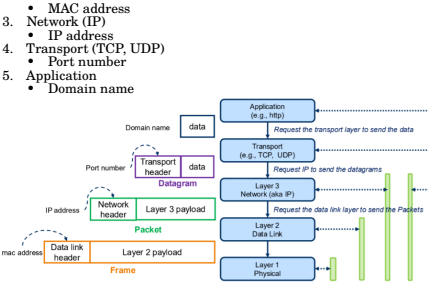 • MAC address
3. Network (IP)
• IP address
4. Transport (TCP, UDP)
• Port number
5. Application
• Domain name
Application
(e.g., http)
Domain name
data
Request the transport layer to send the data
Transport
(e.g., TCP, UDP)
Port number
Transport
header
data
Datagram
Request IP to send the datagrams
Layer 3
Network (aka IP)
IP address
Network
header
Layer 3 payload
Packet
Request the data link layer to send the Packets
Layer 2
Data Link
mac address
Data link
header
Layer 2 payload
Frame
Layer 1
Physical